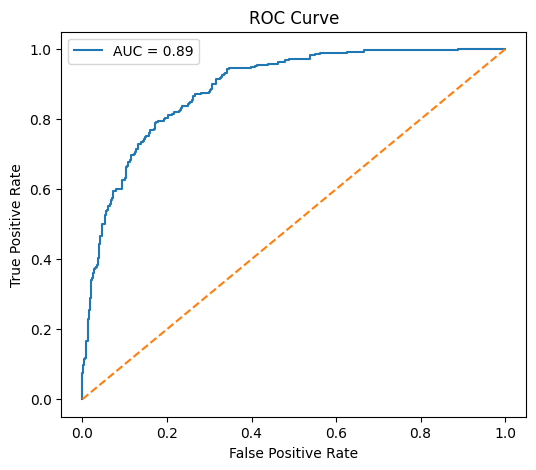 ROC Curve
AUC = 0.89
True Positive Rate
1.0
0.8
0.6
0.4
0.2
0.0
0.0 0.2 0.4 0.6 0.8 1.0
False Positive Rate